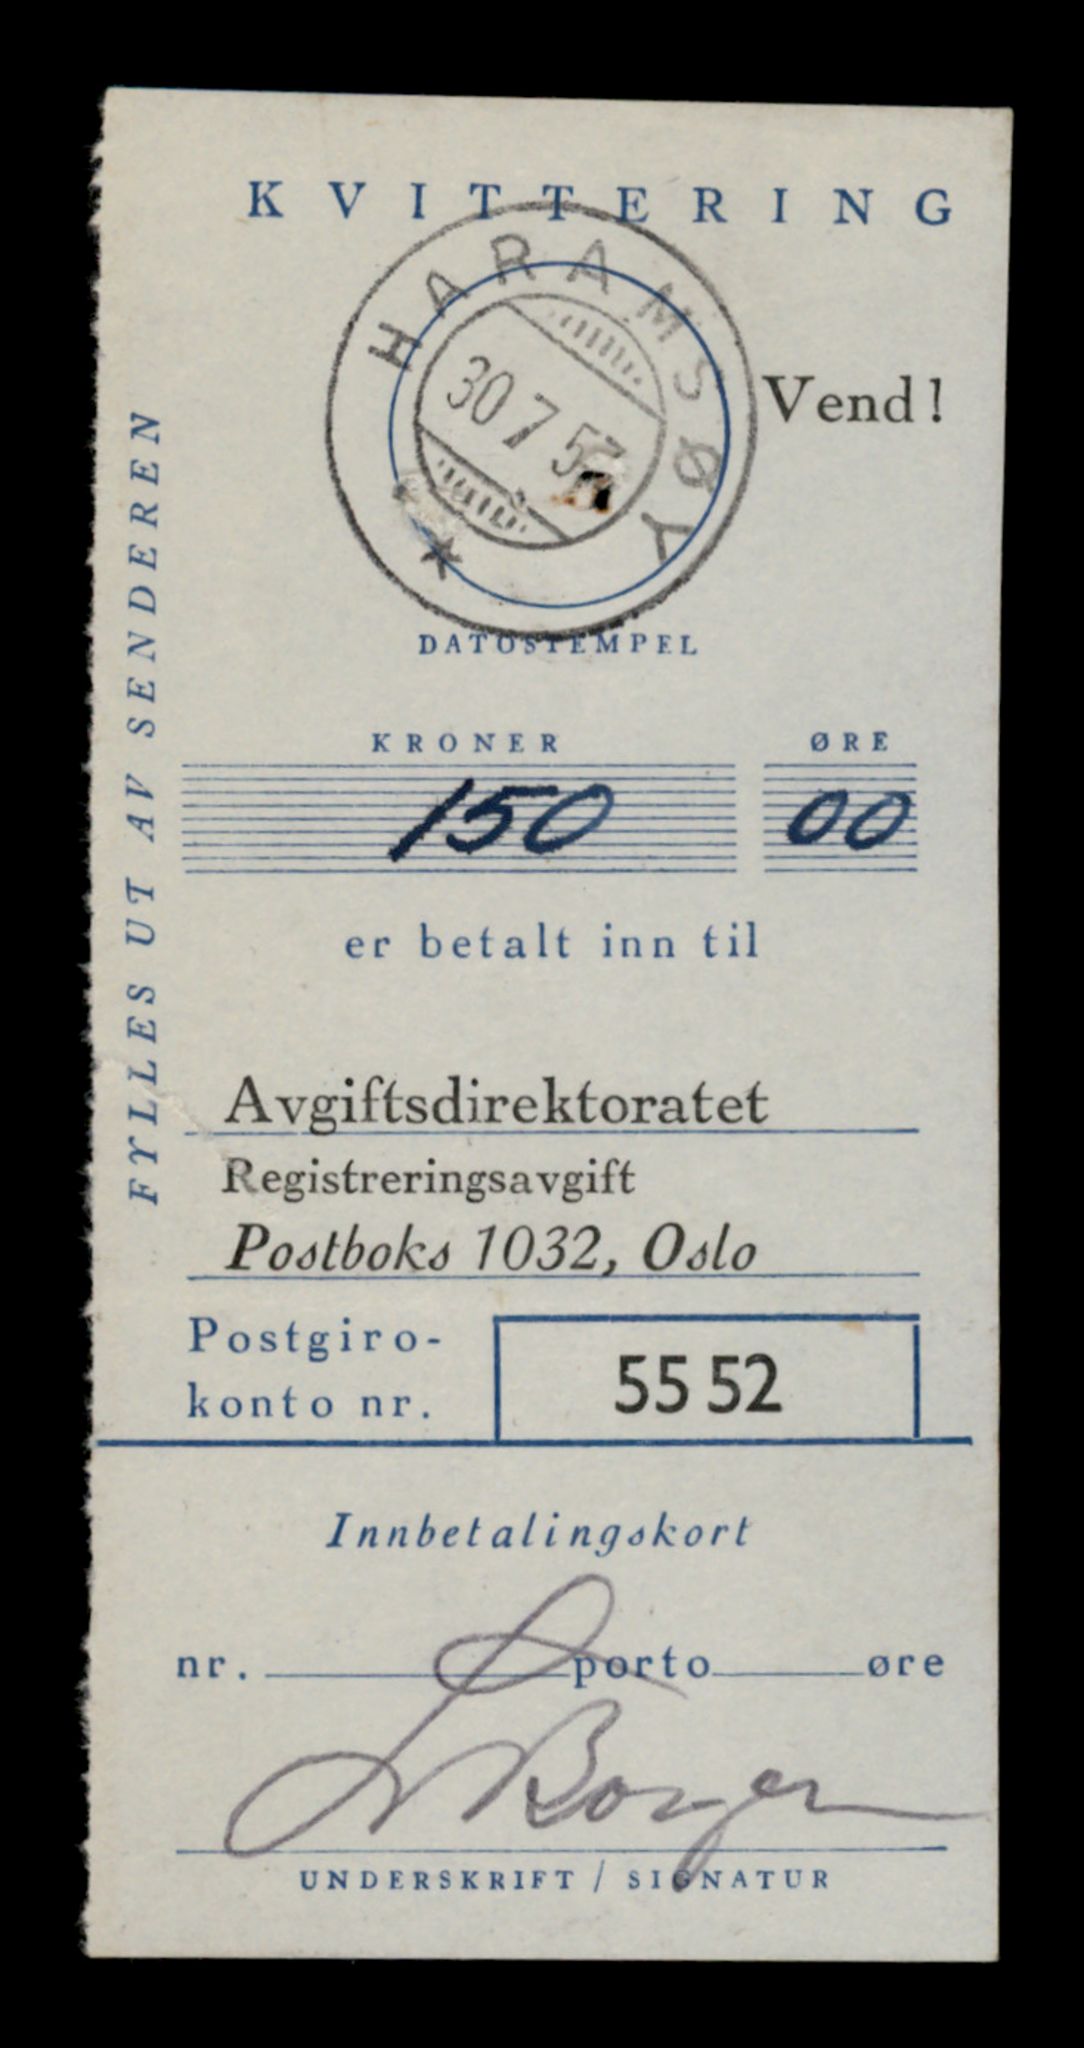 KVITTERING
HARAMSØY
30 7 57
Vend!
DATOSTEMPEL
FYLLES UT AV SENDEREN
KRONER ØRE
150 00
er betalt inn til
Avgiftsdirektoratet
Registreringsavgift
Postboks 1032, Oslo
Postgiro-
konto nr.
55 52
Innbetalingskort
nr. porto øre
UNDERSKRIFT / SIGNATUR